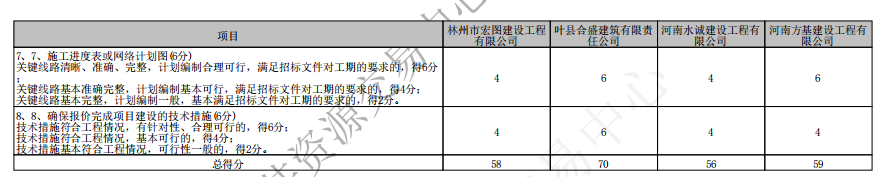 项目 林州市宏图建设工程有限公司 叶县合盛建筑有限责任公司 河南水诚建设工程有限公司 河南方基建设工程有限公司
7、7、施工进度表或网络计划图(6分)
关键线路清晰、准确、完整，计划编制合理可行，满足招标文件对工期的要求的，得6分
；
关键线路基本准确完整，计划编制基本可行，满足招标文件对工期的要求的，得4分；
关键线路基本完整，计划编制一般，基本满足招标文件对工期的要求的，得2分。
4 6 4 6
8、8、确保报价完成项目建设的技术措施(6分)
技术措施符合工程情况，有针对性、合理可行的，得6分；
技术措施符合工程情况，基本可行的，得4分；
技术措施基本符合工程情况，可行性一般的，得2分。
4 6 4 4
总得分 58 70 56 59
资源交易中心
易中心